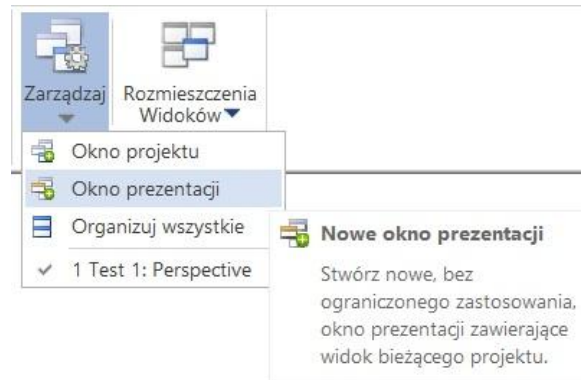 Zarządzaj
Rozmieszczenia
Widoków
Okno projektu
Okno prezentacji
Organizuj wszystkie
1 Test 1: Perspective
Nowe okno prezentacji
Stwórz nowe, bez
ograniczonego zastosowania,
okno prezentacji zawierające
widok bieżącego projektu.